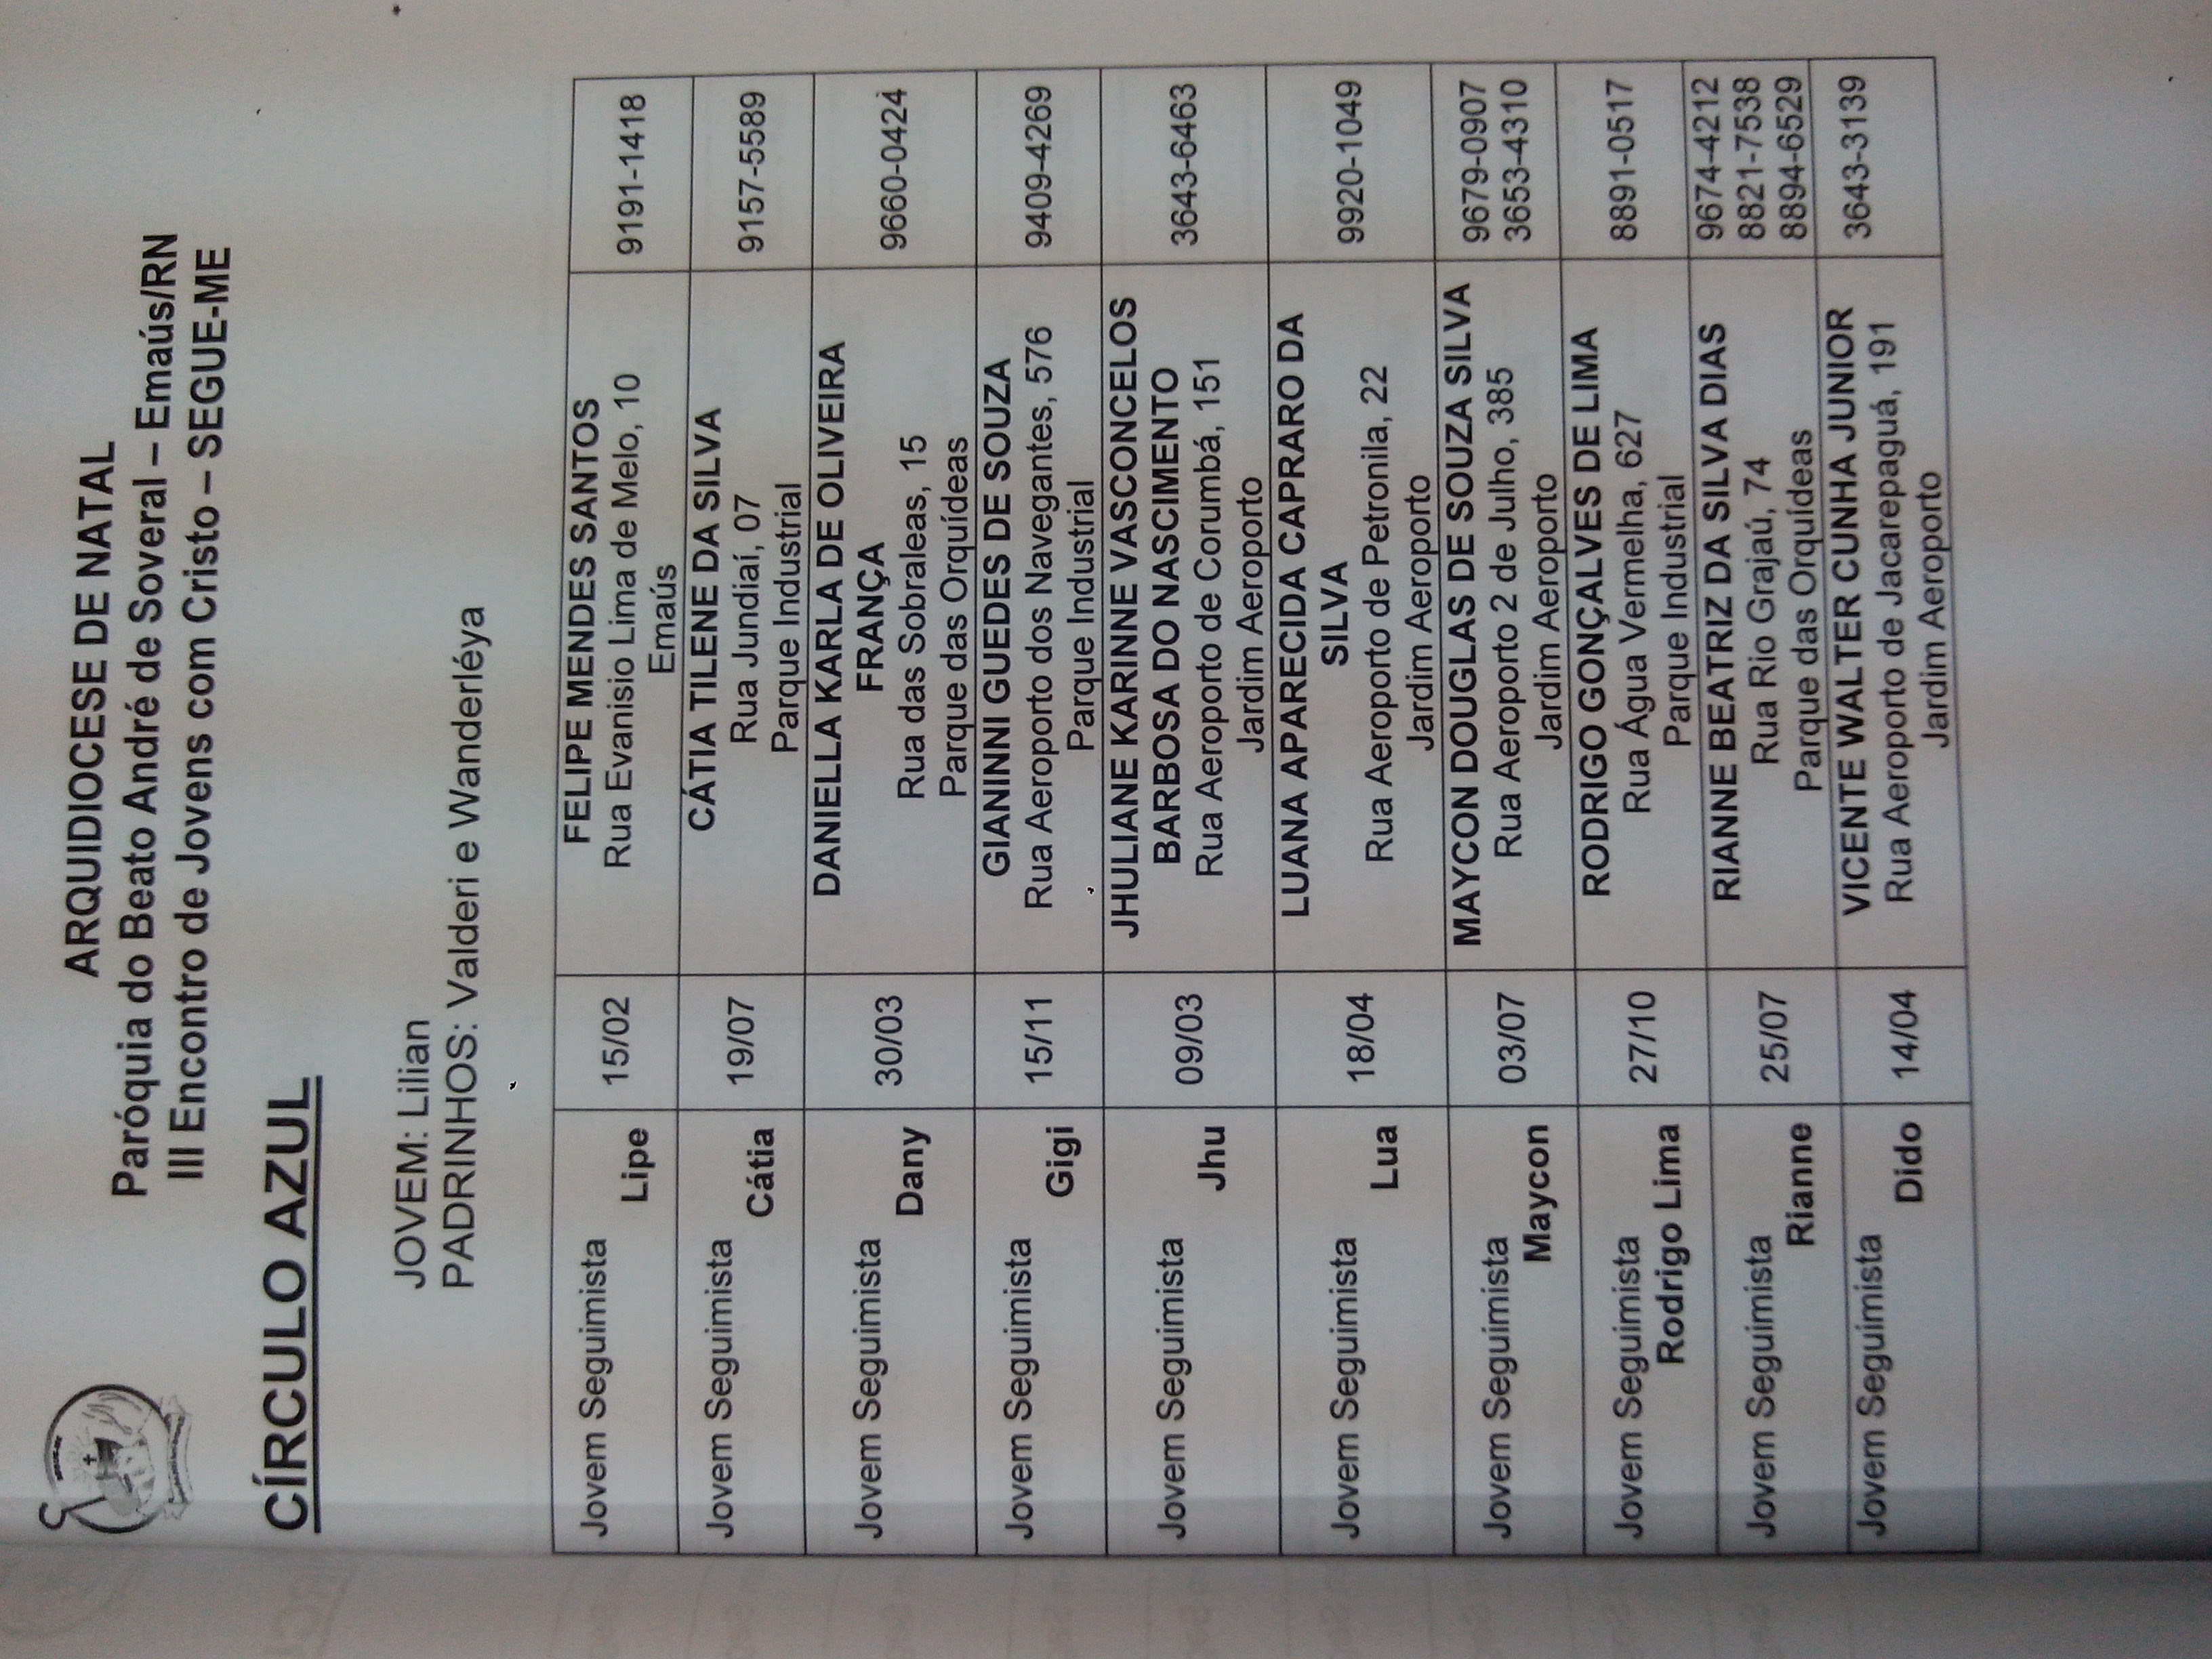 ARQUIDIOCESE DE NATAL
Paróquia do Beato André de Soveral – Emaús/RN
III Encontro de Jovens com Cristo – SEGUE-ME
CÍRCULO AZUL
JOVEM: Lilian
PADRINHOS: Valderi e Wanderléya
Jovem Seguimista
Lipe
15/02
FELIPE MENDES SANTOS
Rua Evanisio Lima de Melo, 10
Emaús
9191-1418
Jovem Seguimista
Cátia
19/07
CÁTIA TILENE DA SILVA
Rua Jundiaí, 07
Parque Industrial
9157-5589
Jovem Seguimista
Dany
30/03
DANIELLA KARLA DE OLIVEIRA
FRANÇA
Rua das Sobraleas, 15
Parque das Orquídeas
9660-0424
Jovem Seguimista
Gigi
15/11
GIANINNI GUEDES DE SOUZA
Rua Aeroporto dos Navegantes, 576
Parque Industrial
9409-4269
Jovem Seguimista
Jhu
09/03
JHULIANE KARINNE VASCONCELOS
BARBOSA DO NASCIMENTO
Rua Aeroporto de Corumbá, 151
Jardim Aeroporto
3643-6463
Jovem Seguimista
Lua
18/04
LUANA APARECIDA CAPRARO DA
SILVA
Rua Aeroporto de Petronila, 22
Jardim Aeroporto
9920-1049
Jovem Seguimista
Maycon
03/07
MAYCON DOUGLAS DE SOUZA SILVA
Rua Aeroporto 2 de Julho, 385
Jardim Aeroporto
9679-0907
3653-4310
Jovem Seguimista
Rodrigo Lima
27/10
RODRIGO GONÇALVES DE LIMA
Rua Água Vermelha, 627
Parque Industrial
8891-0517
Jovem Seguimista
Rianne
25/07
RIANNE BEATRIZ DA SILVA DIAS
Rua Rio Grajaú, 74
Parque das Orquídeas
9674-4212
8821-7538
8894-6529
Jovem Seguimista
Dido
14/04
VICENTE WALTER CUNHA JUNIOR
Rua Aeroporto de Jacarepaguá, 191
Jardim Aeroporto
3643-3139